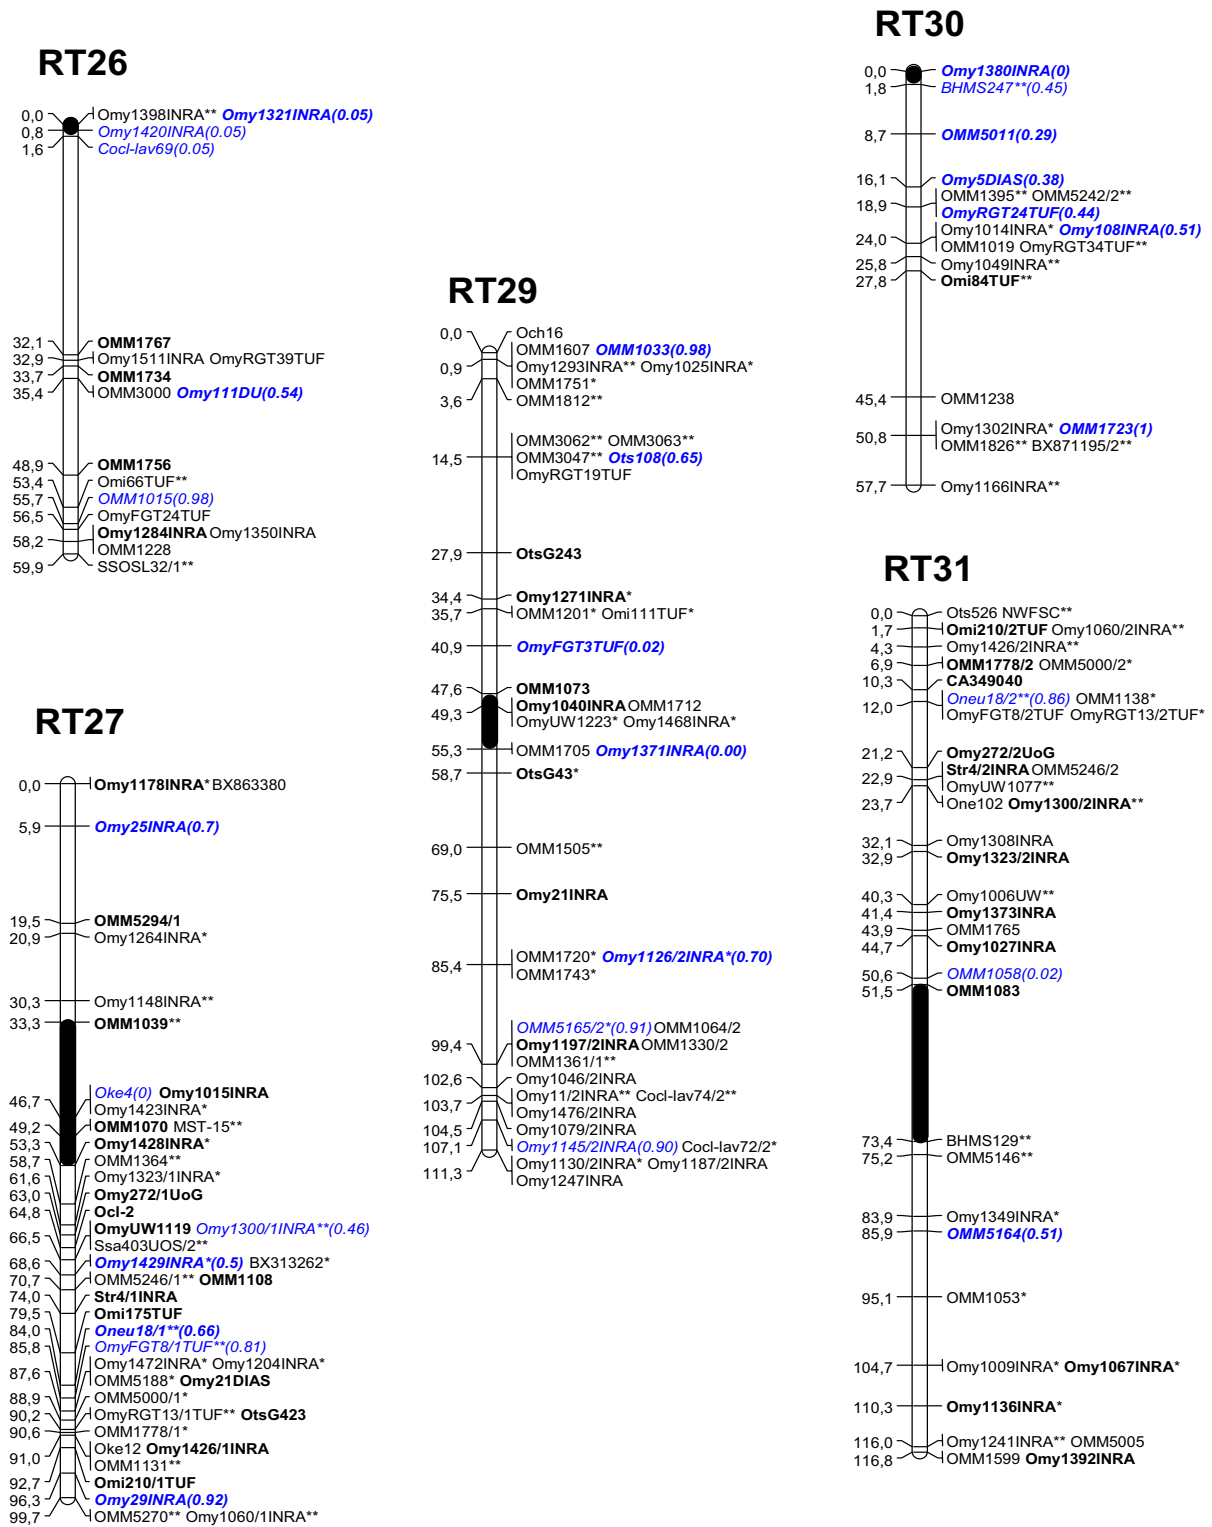 RT26
0,0 Omy1398INRA** Omy1321INRA(0.05)
0,8 Omy1420INRA(0.05)
1,6 Cocl-lav69(0.05)
32,1 OMM1767
32,9 Omy1511INRA OmyRGT39TUF
33,7 OMM1734
35,4 OMM3000 Omy111DU(0.54)
48,9 OMM1756
53,4 Omi66TUF**
55,7 OMM1015(0.98)
56,5 OmyFGT24TUF
58,2 Omy1284INRA Omy1350INRA
OMM1228
59,9 SSOSL32/1**
RT27
0,0 Omy1178INRA* BX863380
5,9 Omy25INRA(0.7)
19,5 OMM5294/1
20,9 Omy1264INRA*
30,3 Omy1148INRA**
33,3 OMM1039**
46,7 Oke4(0) Omy1015INRA
Omy1423INRA*
49,2 OMM1070 MST-15**
53,3 Omy1428INRA*
58,7 OMM1364**
61,6 Omy1323/1INRA*
63,0 Omy272/1UoG
64,8 Ocl-2
66,5 OmyUW1119 Omy1300/1INRA**(0.46)
Ssa403UOS/2**
68,6 Omy1429INRA*(0.5) BX313262*
70,7 OMM5246/1** OMM1108
74,0 Str4/1INRA
79,5 Omi175TUF
84,0 Oneu18/1**(0.66)
85,8 OmyFGT8/1TUF**(0.81)
87,6 Omy1472INRA* Omy1204INRA*
OMM5188* Omy21DIAS
88,9 OMM5000/1*
90,2 OmyRGT13/1TUF** OtsG423
90,6 OMM1778/1*
91,0 Oke12 Omy1426/1INRA
OMM1131**
92,7 Omi210/1TUF
96,3 Omy29INRA(0.92)
99,7 OMM5270** Omy1060/1INRA**
RT29
0,0 Och16
OMM1607 OMM1033(0.98)
0,9 Omy1293INRA** Omy1025INRA*
OMM1751*
3,6 OMM1812**
OMM3062** OMM3063**
14,5 OMM3047** Ots108(0.65)
OmyRGT19TUF
27,9 OtsG243
34,4 Omy1271INRA*
35,7 OMM1201* Omi111TUF*
40,9 OmyFGT3TUF(0.02)
47,6 OMM1073
49,3 Omy1040INRA OMM1712
OmyUW1223* Omy1468INRA*
55,3 OMM1705 Omy1371INRA(0.00)
58,7 OtsG43*
69,0 OMM1505**
75,5 Omy21INRA
85,4 OMM1720* Omy1126/2INRA*(0.70)
OMM1743*
OMM5165/2*(0.91) OMM1064/2
99,4 Omy1197/2INRA OMM1330/2
OMM1361/1**
102,6 Omy1046/2INRA
103,7 Omy11/2INRA** Cocl-lav74/2**
Omy1476/2INRA
104,5 Omy1079/2INRA
107,1 Omy1145/2INRA(0.90) Cocl-lav72/2*
111,3 Omy1130/2INRA* Omy1187/2INRA
Omy1247INRA
RT30
0,0 Omy1380INRA(0)
1,8 BHMS247**(0.45)
8,7 OMM5011(0.29)
16,1 Omy5DIAS(0.38)
18,9 OMM1395** OMM5242/2**
OmyRGT24TUF(0.44)
24,0 Omy1014INRA* Omy108INRA(0.51)
OMM1019 OmyRGT34TUF**
25,8 Omy1049INRA**
27,8 Omi84TUF**
45,4 OMM1238
50,8 Omy1302INRA* OMM1723(1)
OMM1826** BX871195/2**
57,7 Omy1166INRA**
RT31
0,0 Ots526 NWFSC**
1,7 Omi210/2TUF Omy1060/2INRA**
4,3 Omy1426/2INRA**
6,9 OMM1778/2 OMM5000/2*
10,3 CA349040
12,0 Oneu18/2**(0.86) OMM1138*
OmyFGT8/2TUF OmyRGT13/2TUF*
21,2 Omy272/2UoG
22,9 Str4/2INRA OMM5246/2
OmyUW1077**
23,7 One102 Omy1300/2INRA**
32,1 Omy1308INRA
32,9 Omy1323/2INRA
40,3 Omy1006UW**
41,4 Omy1373INRA
43,9 OMM1765
44,7 Omy1027INRA
50,6 OMM1058(0.02)
51,5 OMM1083
73,4 BHMS129**
75,2 OMM5146**
83,9 Omy1349INRA*
85,9 OMM5164(0.51)
95,1 OMM1053*
104,7 Omy1009INRA* Omy1067INRA*
110,3 Omy1136INRA*
116,0 Omy1241INRA** OMM5005
116,8 OMM1599 Omy1392INRA